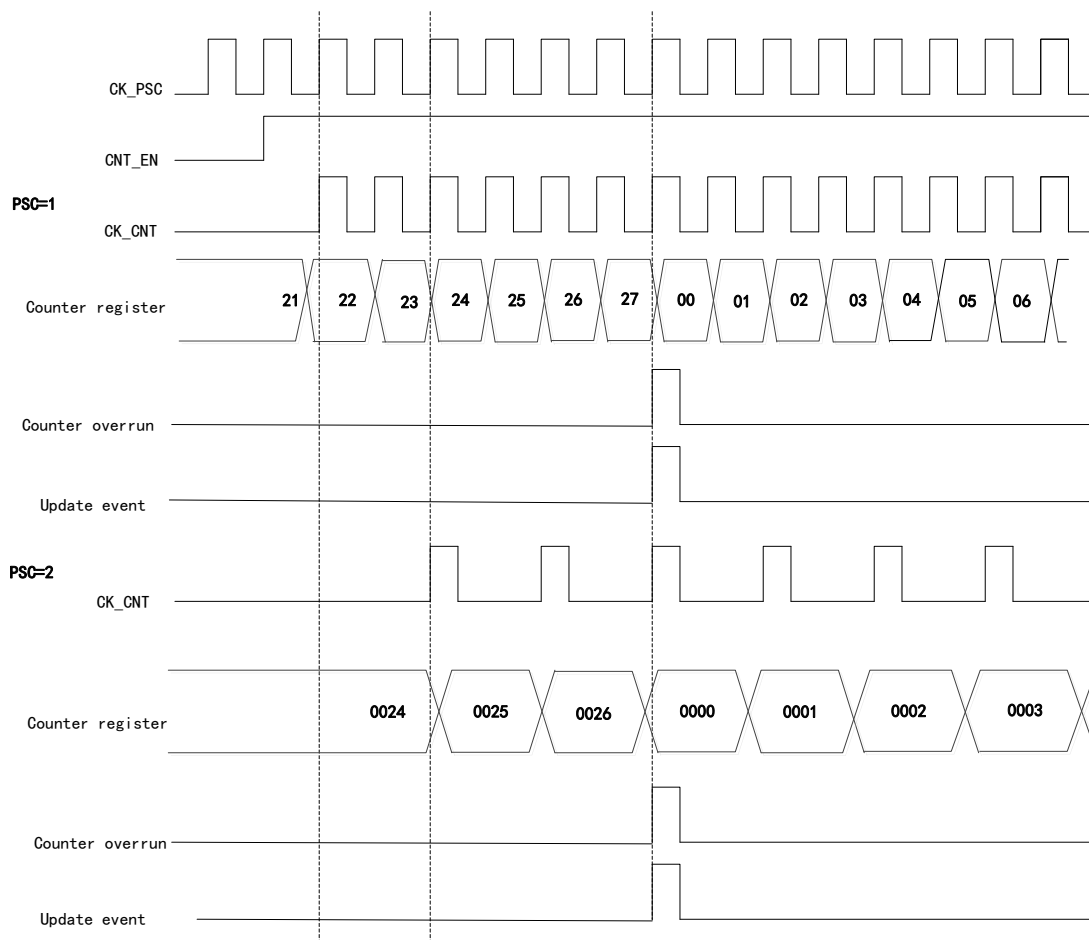 CK_PSC
CNT_EN
PSC=1
CK_CNT
Counter register 21 22 23 24 25 26 27 00 01 02 03 04 05 06
Counter overrun
Update event
PSC=2
CK_CNT
Counter register 0024 0025 0026 0000 0001 0002 0003
Counter overrun
Update event